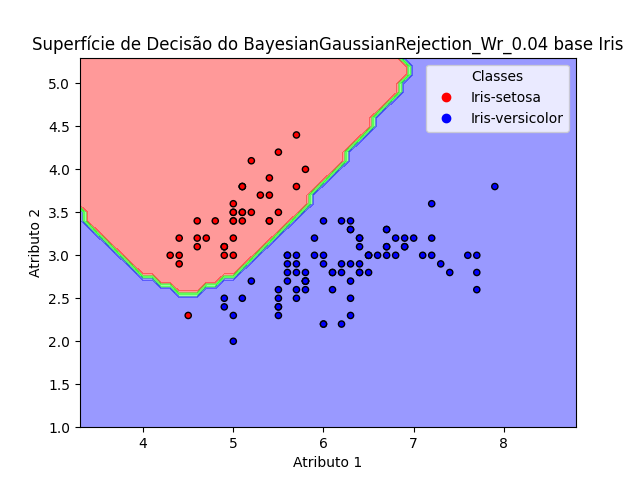 Superfície de Decisão do BayesianGaussianRejection_Wr_0.04 base Iris
Classes
Iris-setosa
Iris-versicolor
Atributo 2
5.0
4.5
4.0
3.5
3.0
2.5
2.0
1.5
1.0
4
5
6
7
8
Atributo 1